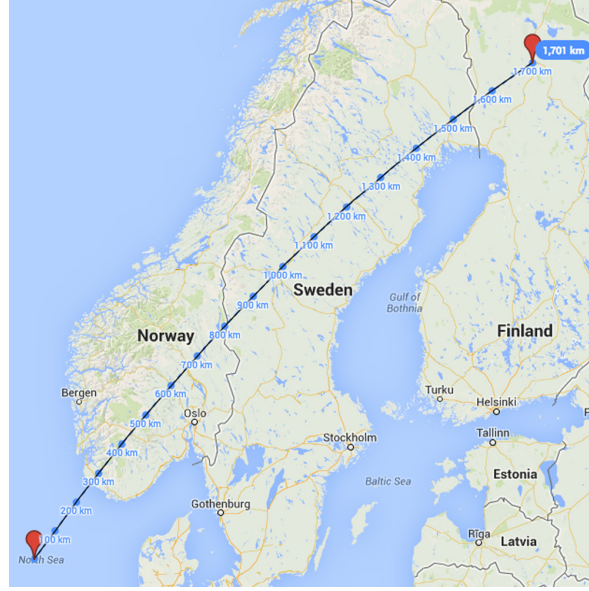 1,701 km
1,700 km
1,600 km
1,500 km
1,400 km
1,300 km
1,200 km
1,100 km
1,000 km
Sweden
Gulf of
Bothnia
900 km
Norway
800 km
Finland
700 km
600 km
Bergen
Turku
Helsinki
500 km
Oslo
F
Tallinn
Stockholm
400 km
300 km
Baltic Sea
Estonia
200 km
Gothenburg
100 km
Rīga
Latvia
North Sea